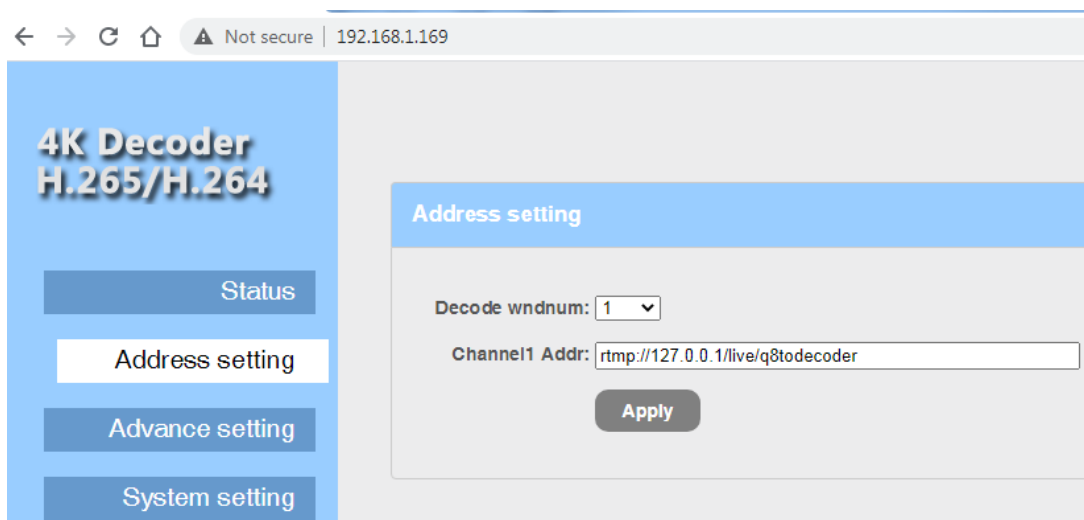 Not secure | 192.168.1.169
4K Decoder
H.265/H.264
Status
Address setting
Advance setting
System setting
Address setting
Decode wndnum: 1
Channel1 Addr: rtmp://127.0.0.1/live/q8todecoder
Apply